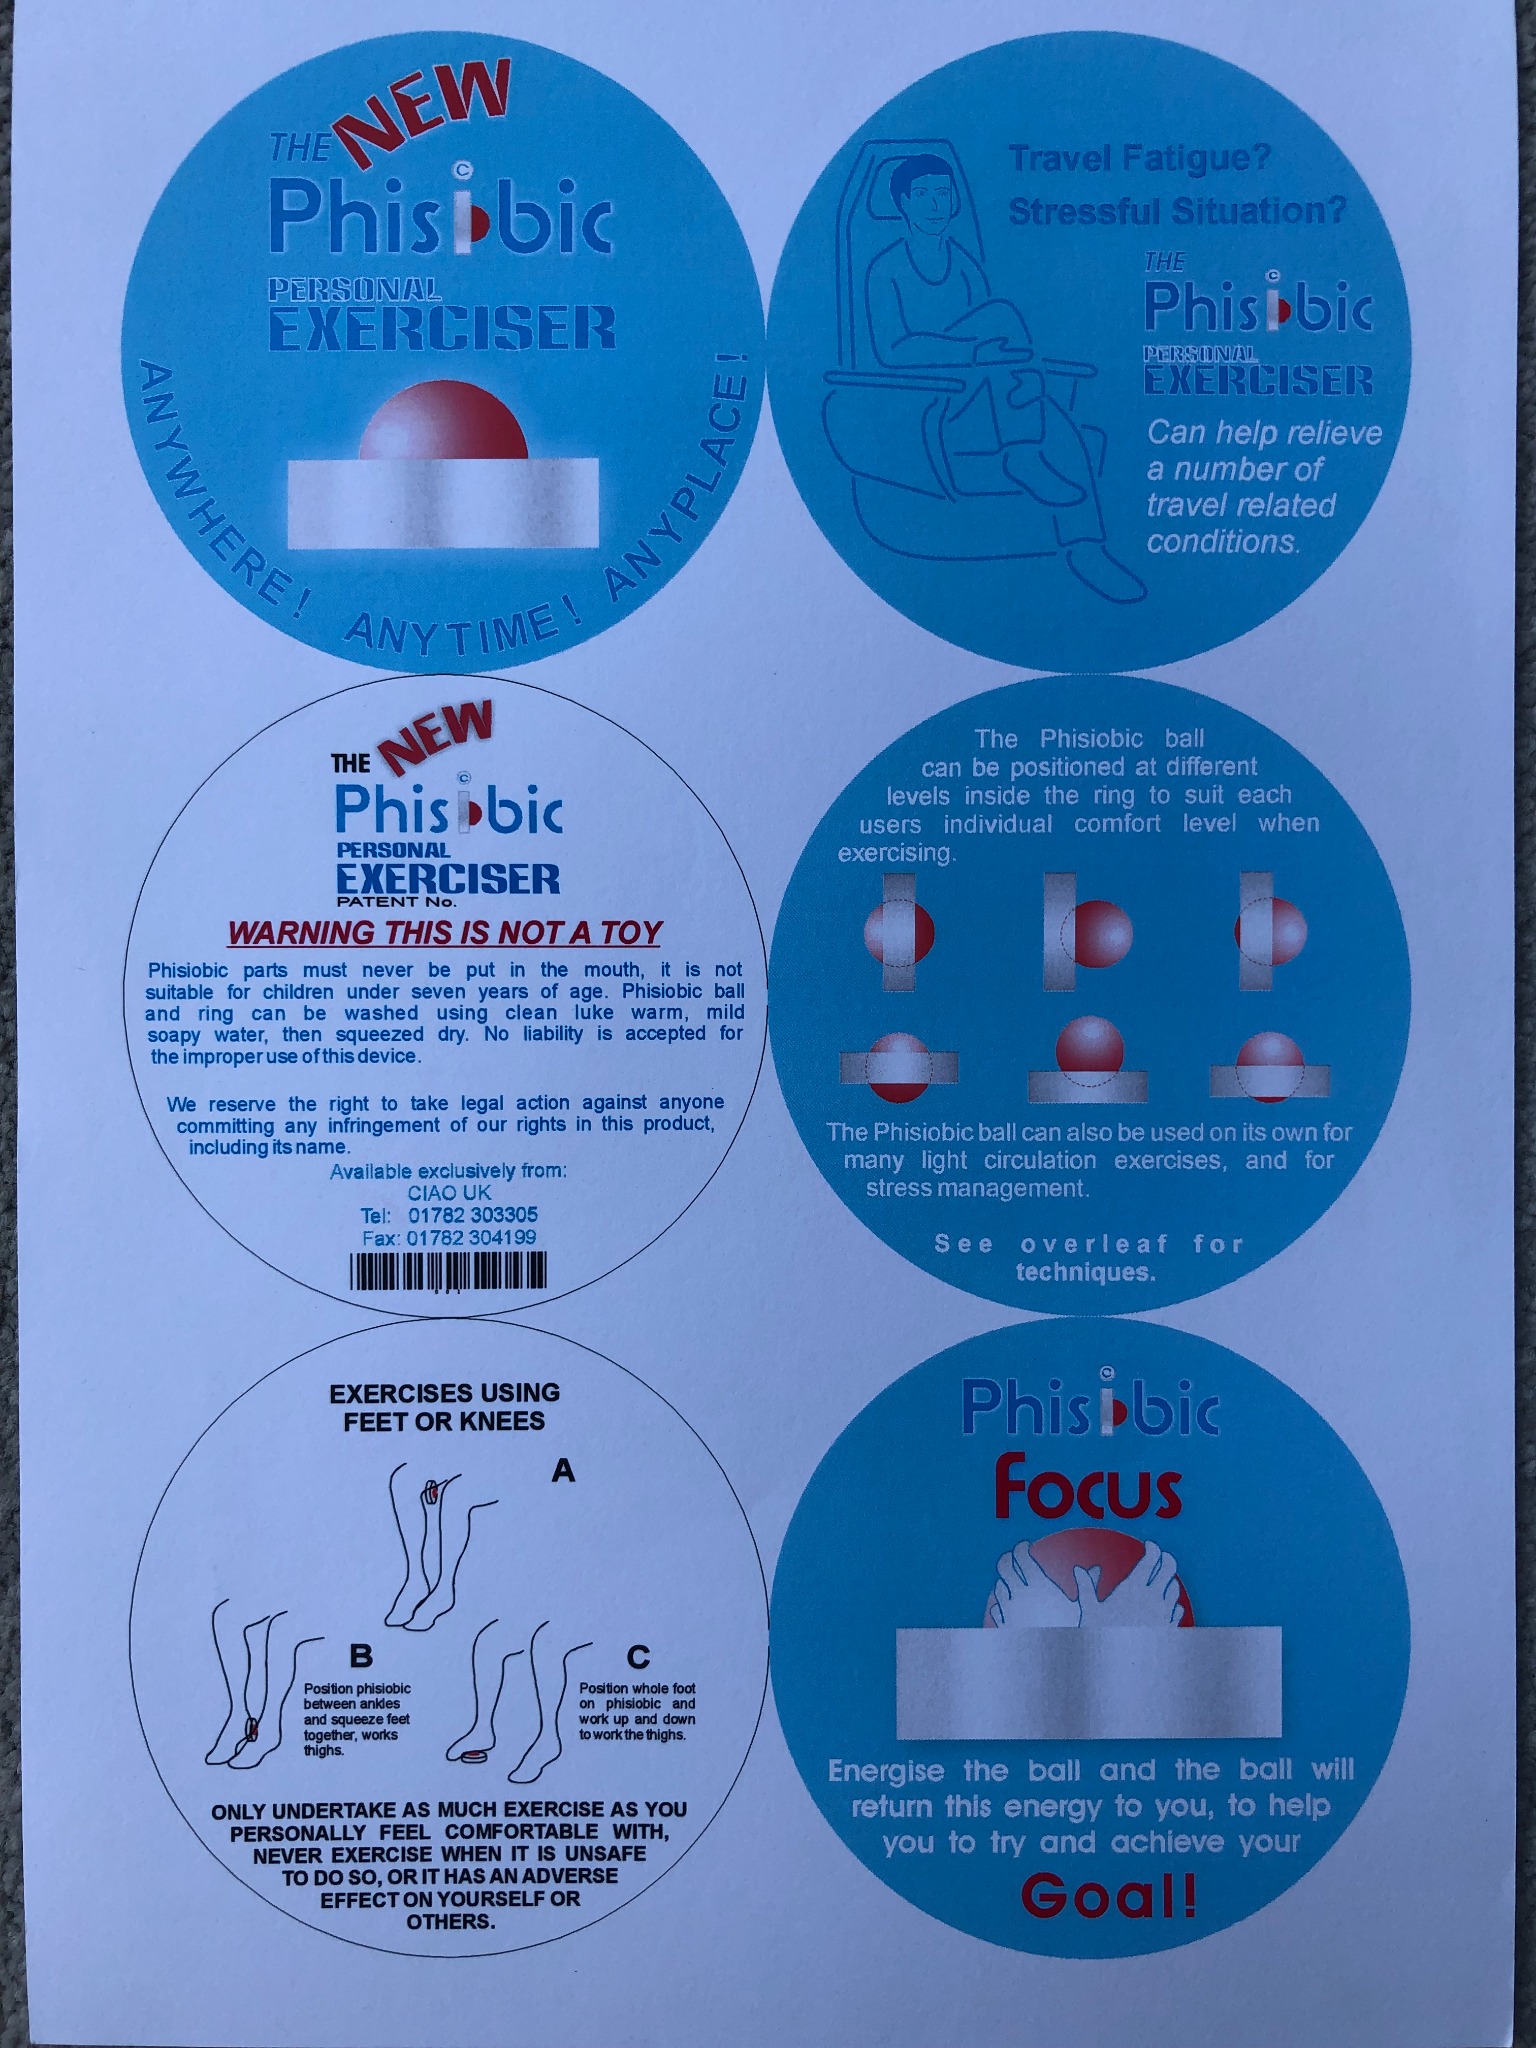 THE NEW
©
Phisiobic
PERSONAL
EXERCISER
ANYWHERE! ANYTIME! ANYPLACE!
Travel Fatigue?
Stressful Situation?
THE
©
Phisiobic
PERSONAL
EXERCISER
Can help relieve
a number of
travel related
conditions.
THE NEW
©
Phisiobic
PERSONAL
EXERCISER
PATENT No.
WARNING THIS IS NOT A TOY
Phisiobic parts must never be put in the mouth, it is not
suitable for children under seven years of age. Phisiobic ball
and ring can be washed using clean luke warm, mild
soapy water, then squeezed dry. No liability is accepted for
the improper use of this device.
We reserve the right to take legal action against anyone
committing any infringement of our rights in this product,
including its name.
Available exclusively from:
CIAO UK
Tel: 01782 303305
Fax: 01782 304199
The Phisiobic ball
can be positioned at different
levels inside the ring to suit each
users individual comfort level when
exercising.
The Phisiobic ball can also be used on its own for
many light circulation exercises, and for
stress management.
See overleaf for
techniques.
EXERCISES USING
FEET OR KNEES
A
B
Position phisiobic
between ankles
and squeeze feet
together, works
thighs.
C
Position whole foot
on phisiobic and
work up and down
to work the thighs.
ONLY UNDERTAKE AS MUCH EXERCISE AS YOU
PERSONALLY FEEL COMFORTABLE WITH,
NEVER EXERCISE WHEN IT IS UNSAFE
TO DO SO, OR IT HAS AN ADVERSE
EFFECT ON YOURSELF OR
OTHERS.
©
Phisiobic
Focus
Energise the ball and the ball will
return this energy to you, to help
you to try and achieve your
Goal!